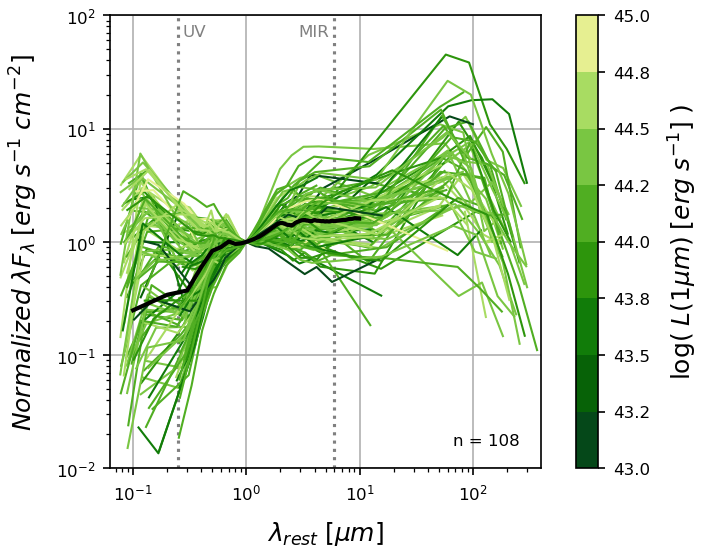 10² 10¹ 10⁰ 10⁻¹ 10⁻²
Normalized λF_λ [erg s⁻¹ cm⁻²]
UV
MIR
n = 108
10⁻¹ 10⁰ 10¹ 10²
λ_rest [μm]
45.0
44.8
44.5
44.2
44.0
43.8
43.5
43.2
43.0
log( L(1μm) [erg s⁻¹] )